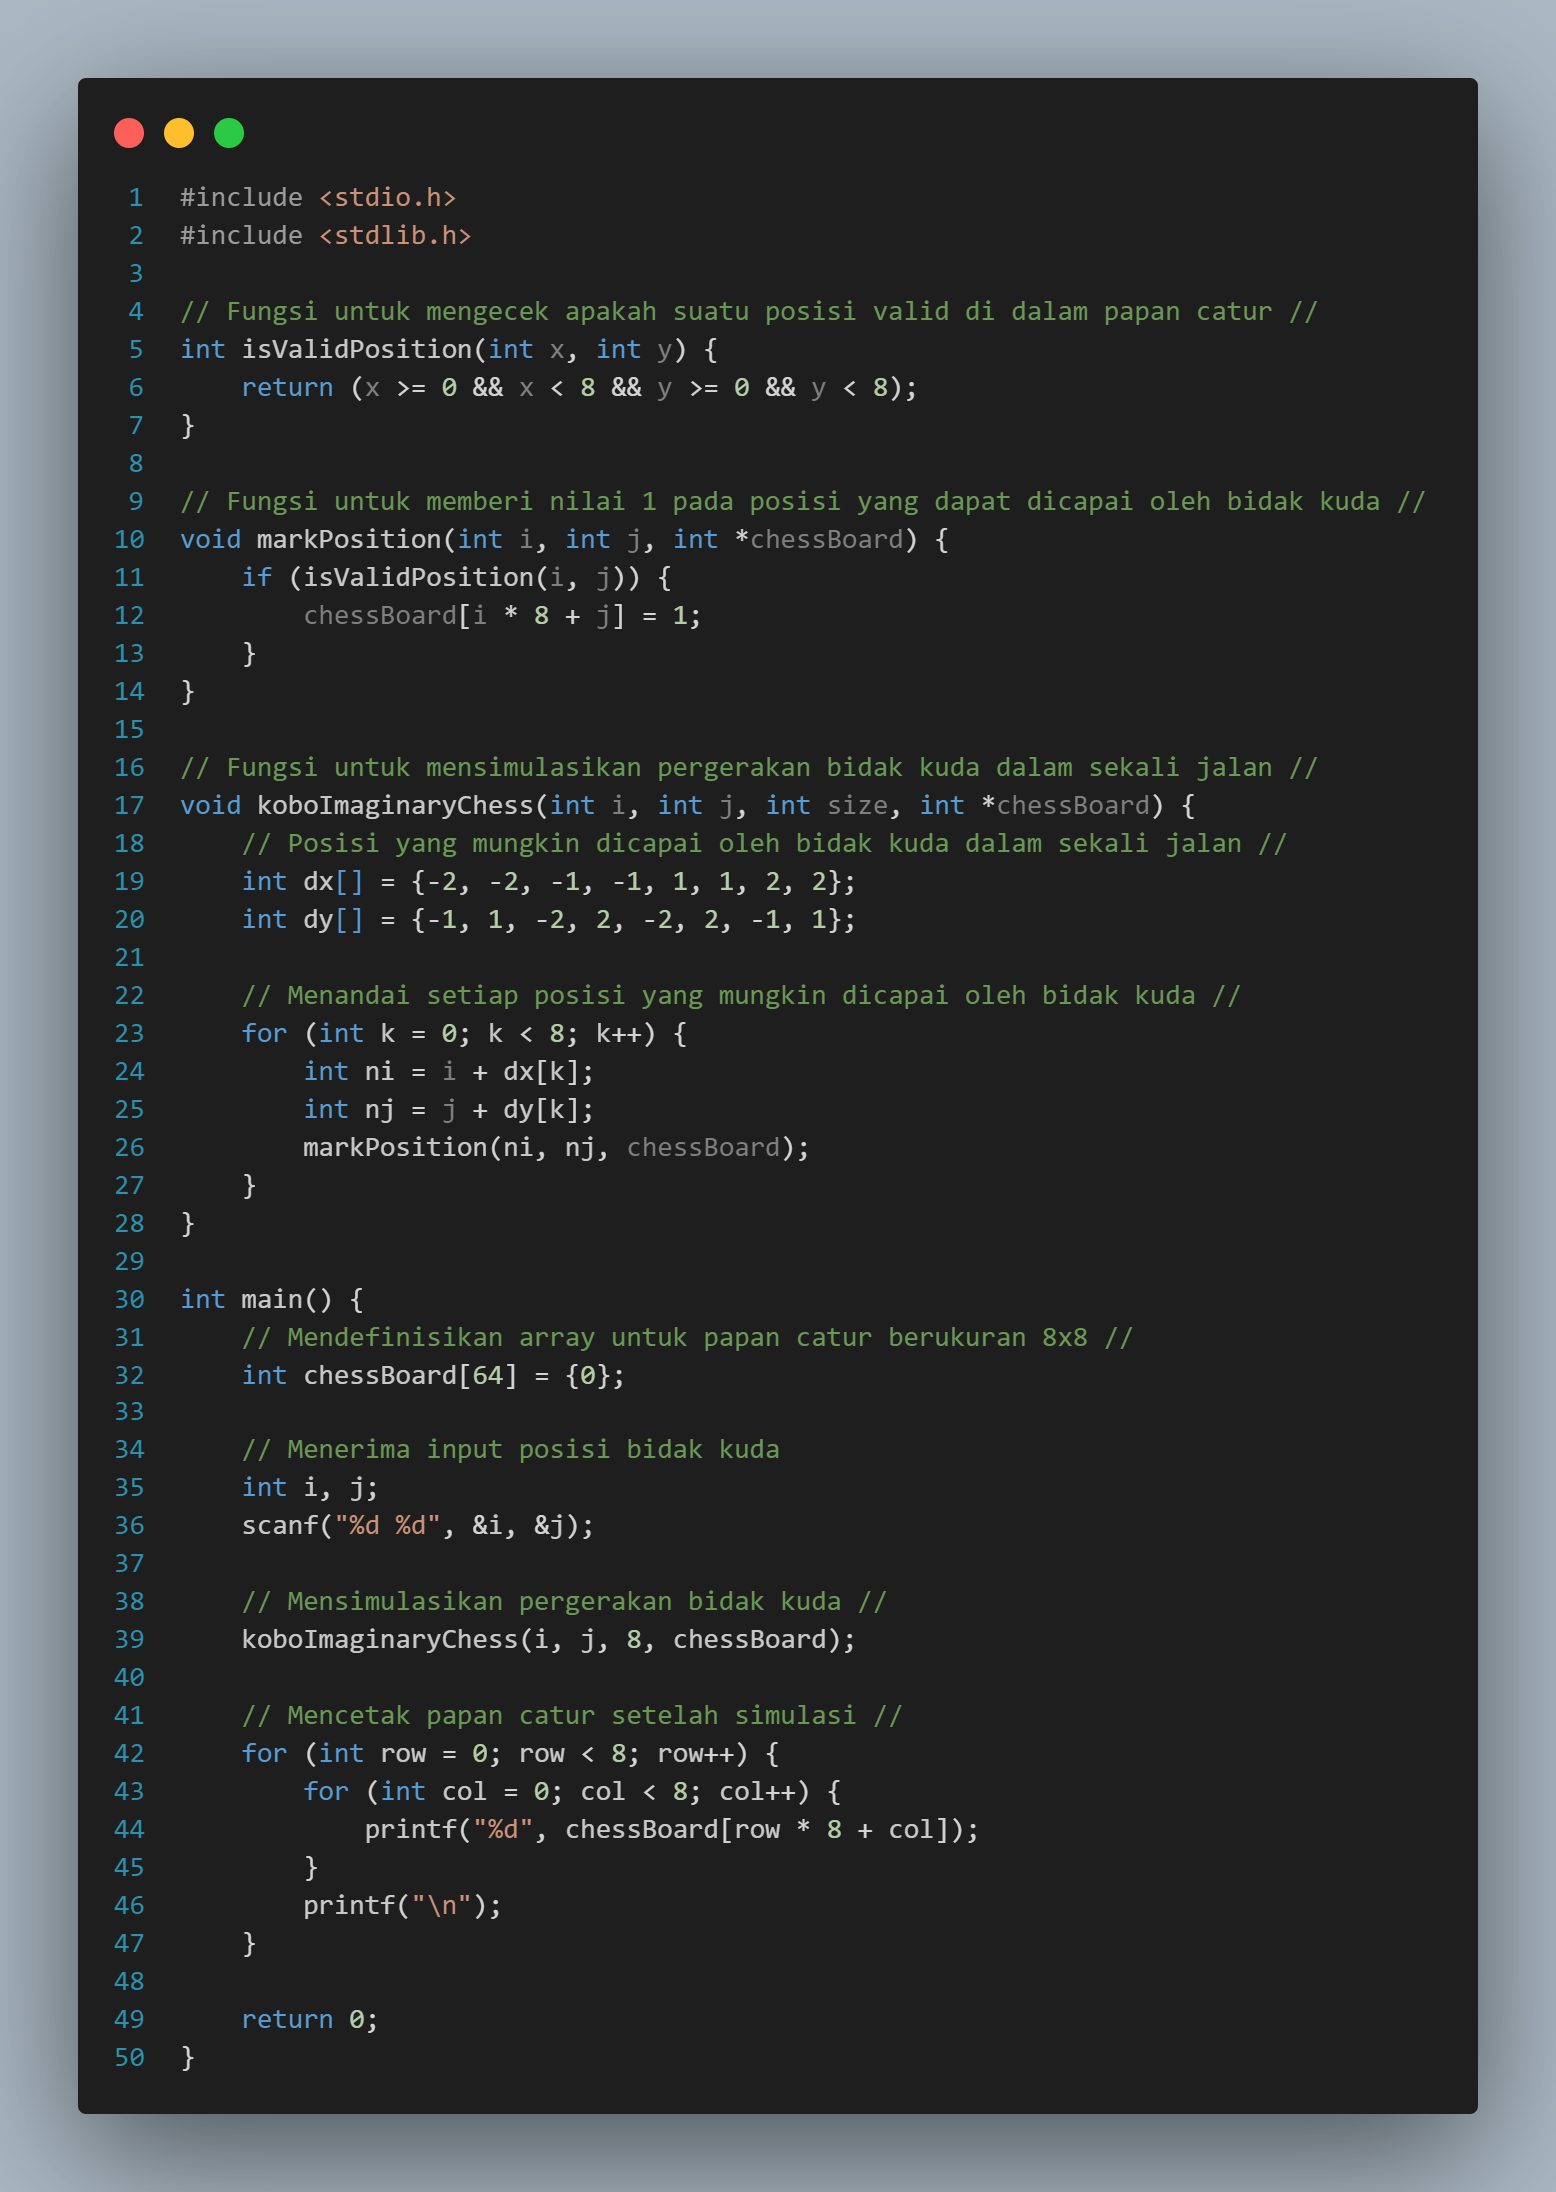 1 #include <stdio.h>
2 #include <stdlib.h>
3
4 // Fungsi untuk mengecek apakah suatu posisi valid di dalam papan catur //
5 int isValidPosition(int x, int y) {
6     return (x >= 0 && x < 8 && y >= 0 && y < 8);
7 }
8
9 // Fungsi untuk memberi nilai 1 pada posisi yang dapat dicapai oleh bidak kuda //
10 void markPosition(int i, int j, int *chessBoard) {
11     if (isValidPosition(i, j)) {
12         chessBoard[i * 8 + j] = 1;
13     }
14 }
15
16 // Fungsi untuk mensimulasikan pergerakan bidak kuda dalam sekali jalan //
17 void koboImaginaryChess(int i, int j, int size, int *chessBoard) {
18     // Posisi yang mungkin dicapai oleh bidak kuda dalam sekali jalan //
19     int dx[] = {-2, -2, -1, -1, 1, 1, 2, 2};
20     int dy[] = {-1, 1, -2, 2, -2, 2, -1, 1};
21
22     // Menandai setiap posisi yang mungkin dicapai oleh bidak kuda //
23     for (int k = 0; k < 8; k++) {
24         int ni = i + dx[k];
25         int nj = j + dy[k];
26         markPosition(ni, nj, chessBoard);
27     }
28 }
29
30 int main() {
31     // Mendefinisikan array untuk papan catur berukuran 8x8 //
32     int chessBoard[64] = {0};
33
34     // Menerima input posisi bidak kuda
35     int i, j;
36     scanf("%d %d", &i, &j);
37
38     // Mensimulasikan pergerakan bidak kuda //
39     koboImaginaryChess(i, j, 8, chessBoard);
40
41     // Mencetak papan catur setelah simulasi //
42     for (int row = 0; row < 8; row++) {
43         for (int col = 0; col < 8; col++) {
44             printf("%d", chessBoard[row * 8 + col]);
45         }
46         printf("\n");
47     }
48
49     return 0;
50 }